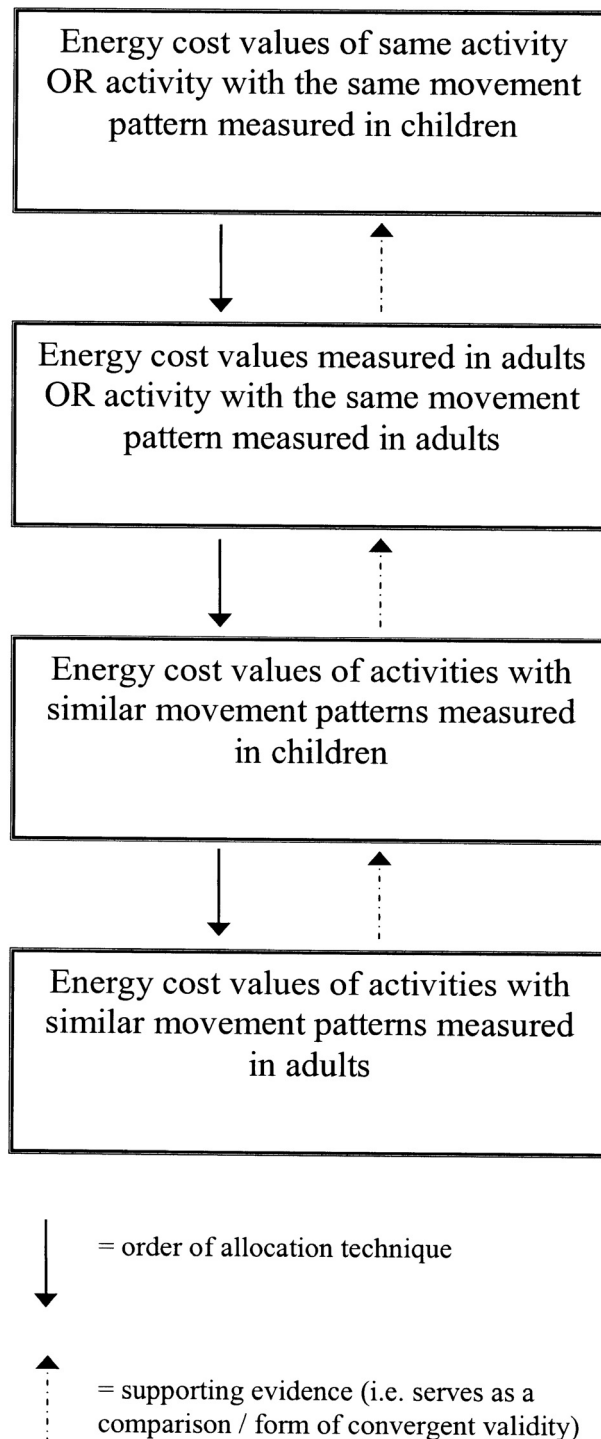 Energy cost values of same activity
OR activity with the same movement
pattern measured in children
Energy cost values measured in adults
OR activity with the same movement
pattern measured in adults
Energy cost values of activities with
similar movement patterns measured
in children
Energy cost values of activities with
similar movement patterns measured
in adults
= order of allocation technique
= supporting evidence (i.e. serves as a
comparison / form of convergent validity)